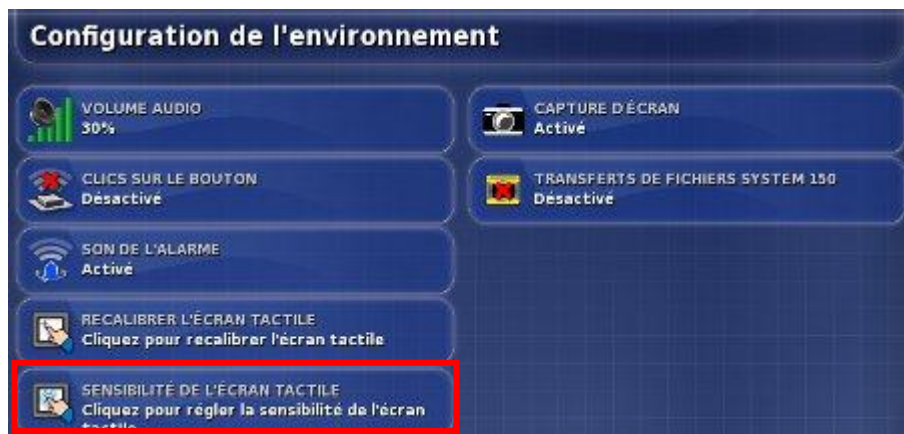 Configuration de l'environnement
VOLUME AUDIO
30%
CLICS SUR LE BOUTON
Désactivé
SON DE L'ALARME
Activé
RECALIBRER L'ÉCRAN TACTILE
Cliquez pour recalibrer l'écran tactile
SENSIBILITÉ DE L'ÉCRAN TACTILE
Cliquez pour régler la sensibilité de l'écran
tactile
CAPTURE D'ÉCRAN
Activé
TRANSFERTS DE FICHIERS SYSTEM 150
Désactivé